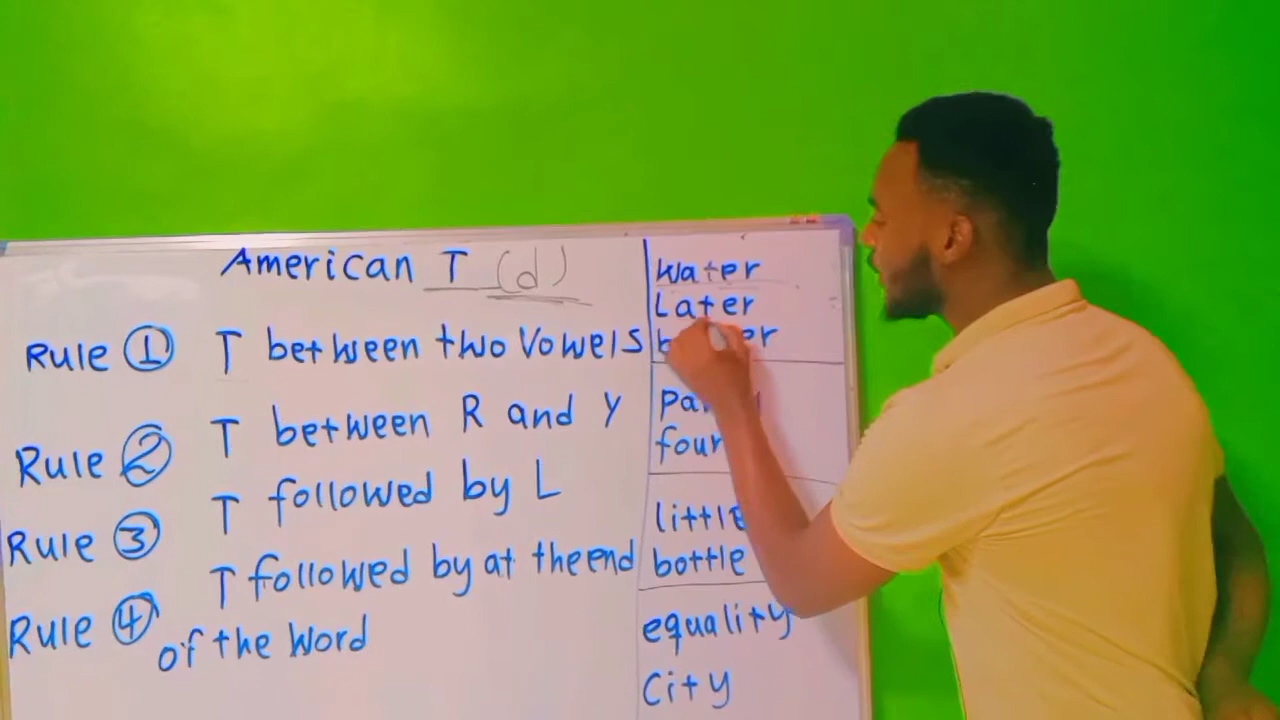 American T (d)
Rule ① T between two Vowels
Rule ② T between R and Y
Rule ③ T followed by L
Rule ④ T followed by at the end
of the Word
Water
Later
little
bottle
equality
City